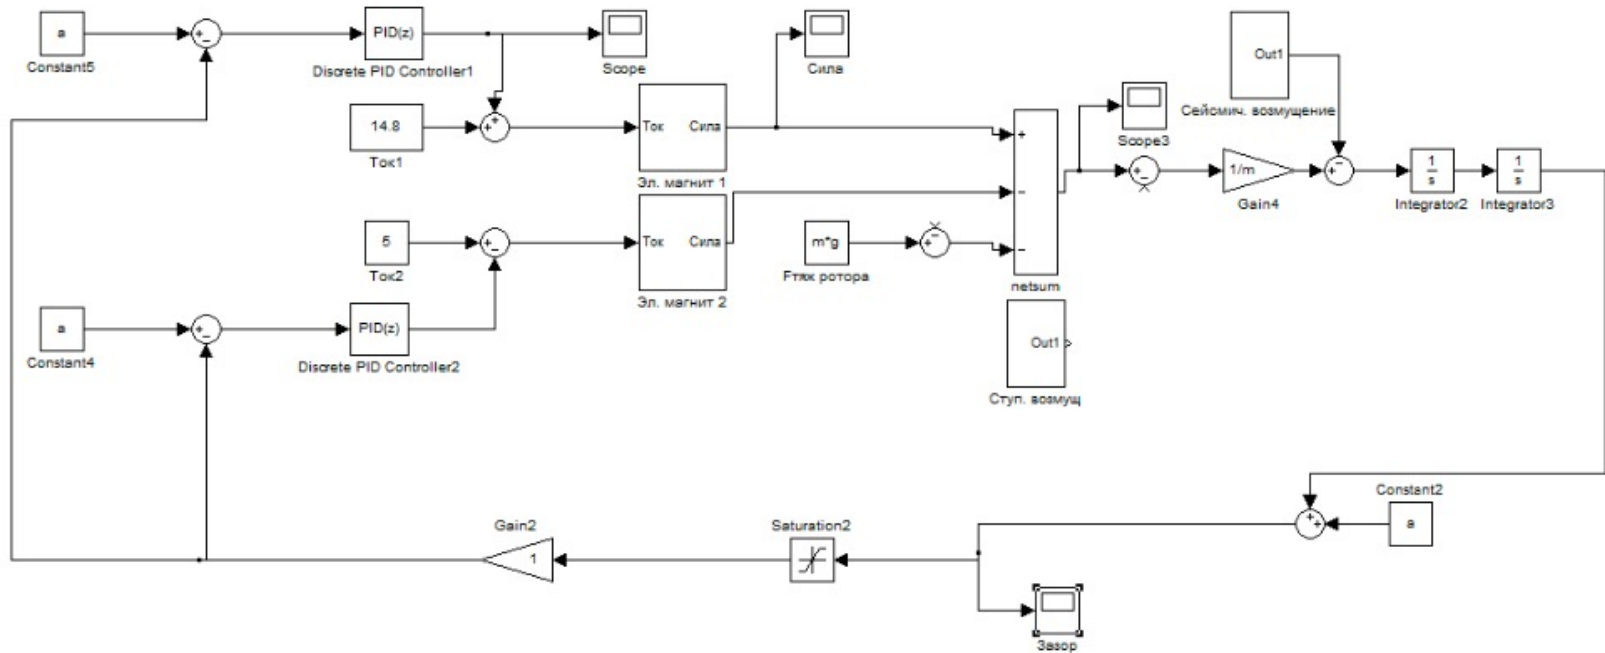 a
Constant5
PID(z)
Discrete PID Controller1
Scope
Сила
Out1
Сейсмич. возмущение
14.8
Ток1
Ток Сила
Эл. магнит 1
Scope3
1/m
Gain4
1
s
Integrator2
1
s
Integrator3
5
Ток2
Ток Сила
Эл. магнит 2
m*g
Fтяж ротора
netsum
a
Constant4
PID(z)
Discrete PID Controller2
Out1
Ступ. возмущ
Constant2
a
Gain2
1
Saturation2
Зазор